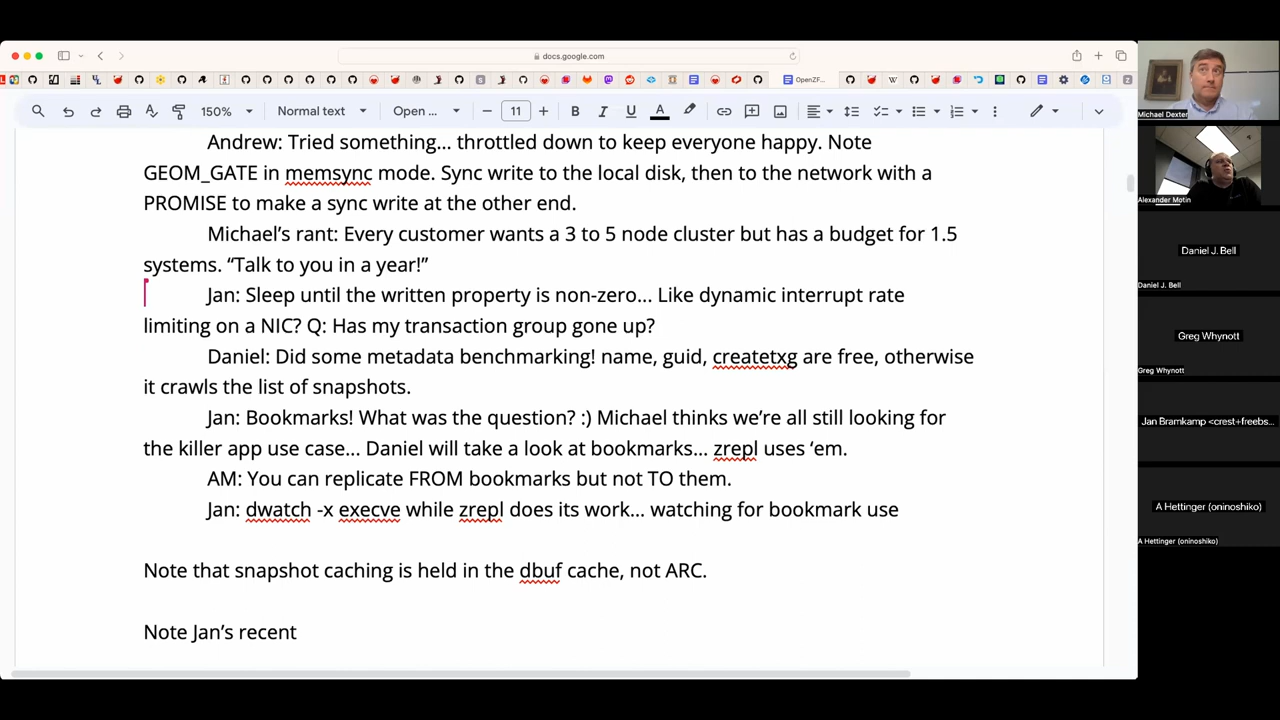 docs.google.com
OpenZF...
150%
Normal text
Open ...
11
Andrew: Tried something... throttled down to keep everyone happy. Note
GEOM_GATE in memsync mode. Sync write to the local disk, then to the network with a
PROMISE to make a sync write at the other end.
Michael’s rant: Every customer wants a 3 to 5 node cluster but has a budget for 1.5
systems. “Talk to you in a year!”
Jan: Sleep until the written property is non-zero... Like dynamic interrupt rate
limiting on a NIC? Q: Has my transaction group gone up?
Daniel: Did some metadata benchmarking! name, guid, createtxg are free, otherwise
it crawls the list of snapshots.
Jan: Bookmarks! What was the question? :) Michael thinks we’re all still looking for
the killer app use case... Daniel will take a look at bookmarks... zrepl uses ‘em.
AM: You can replicate FROM bookmarks but not TO them.
Jan: dwatch -x execve while zrepl does its work... watching for bookmark use
Note that snapshot caching is held in the dbuf cache, not ARC.
Note Jan’s recent
Michael Dexter
Alexander Motin
Daniel J. Bell
Daniel J. Bell
Greg Whynott
Greg Whynott
Jan Bramkamp <crest+freebs...
A Hettinger (oninoshiko)
A Hettinger (oninoshiko)